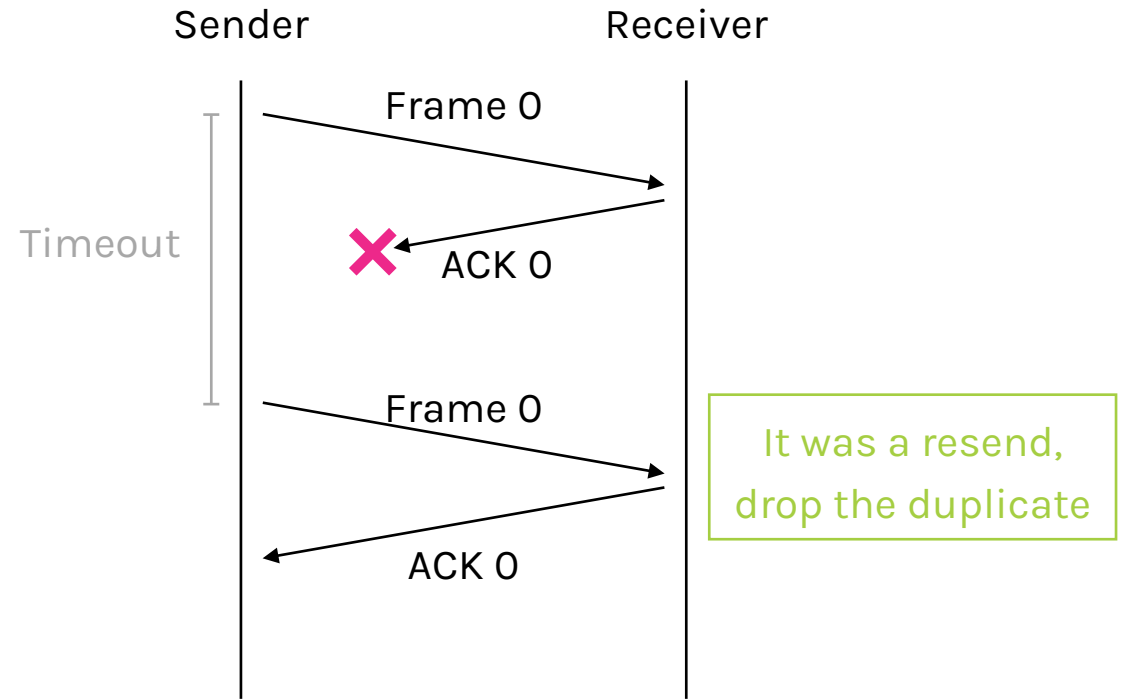 Sender
Receiver
Frame 0
Timeout
ACK 0
Frame 0
It was a resend,
drop the duplicate
ACK 0